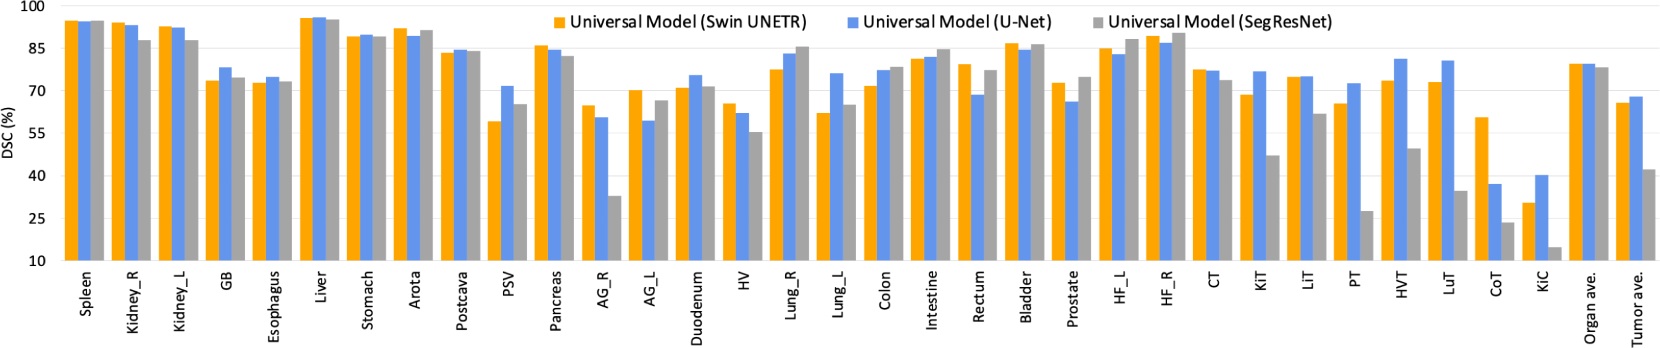 Universal Model (Swin UNETR) Universal Model (U-Net) Universal Model (SegResNet)
DSC (%)
100
85
70
55
40
25
10
Spleen
Kidney_R
Kidney_L
GB
Esophagus
Liver
Stomach
Arota
Postcava
PSV
Pancreas
AG_R
AG_L
Duodenum
HV
Lung_R
Lung_L
Colon
Intestine
Rectum
Bladder
Prostate
HF_L
HF_R
CT
KiT
LiT
PT
HVT
LuT
CoT
KiC
Organ ave.
Tumor ave.